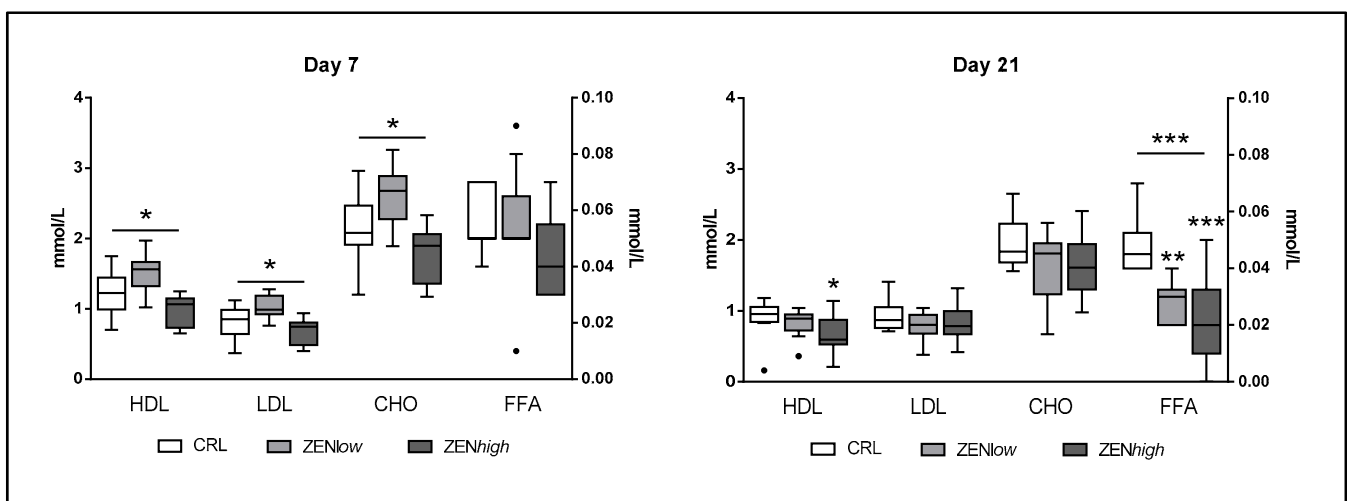 Day 7
*
*
*
4
3
2
1
0
mmol/L
0.10
0.08
0.06
0.04
0.02
0.00
mmol/L
HDL LDL CHO FFA
CRL ZENlow ZENhigh
Day 21
***
***
**
*
4
3
2
1
0
mmol/L
0.10
0.08
0.06
0.04
0.02
0.00
mmol/L
HDL LDL CHO FFA
CRL ZENlow ZENhigh